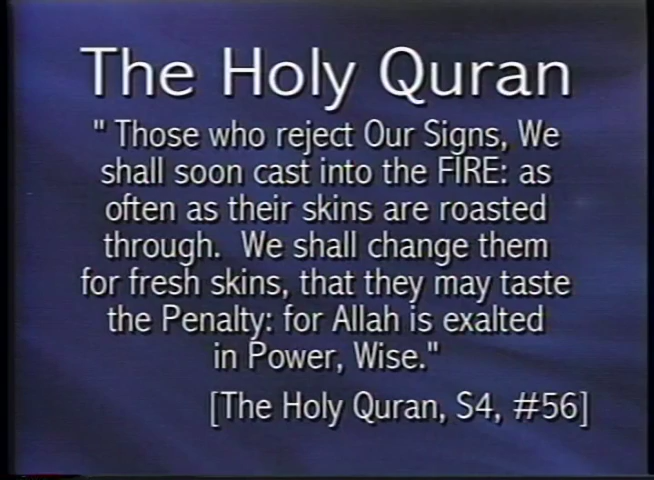 The Holy Quran
" Those who reject Our Signs, We
shall soon cast into the FIRE: as
often as their skins are roasted
through.  We shall change them
for fresh skins, that they may taste
the Penalty: for Allah is exalted
in Power, Wise."
[The Holy Quran, S4, #56]